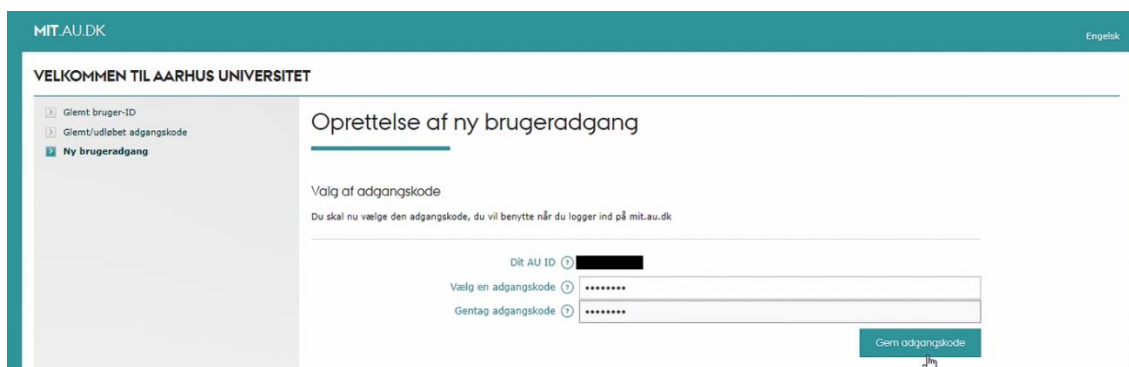 MIT.AU.DK
Engelsk
VELKOMMEN TIL AARHUS UNIVERSITET
Glemt bruger-ID
Glemt/udløbet adgangskode
Ny brugeradgang
Oprettelse af ny brugeradgang
Valg af adgangskode
Du skal nu vælge den adgangskode, du vil benytte når du logger ind på mit.au.dk
Dit AU ID ?
Vælg en adgangskode ? ••••••••
Gentag adgangskode ? ••••••••
Gem adgangskode